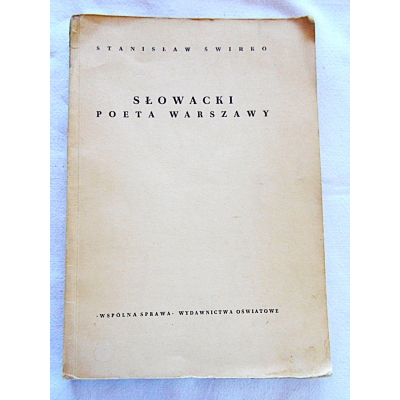 STANISŁAW ŚWIRKO
SŁOWACKI
POETA WARSZAWY
„WSPÓLNA SPRAWA” WYDAWNICTWA OŚWIATOWE